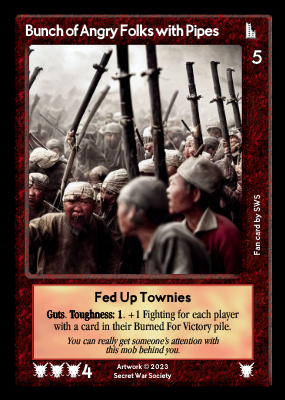 Bunch of Angry Folks with Pipes
5
Fan card by SWS
Fed Up Townies
Guts. Toughness: 1. +1 Fighting for each player
with a card in their Burned For Victory pile.
You can really get someone's attention with
this mob behind you.
4
Artwork © 2023
Secret War Society